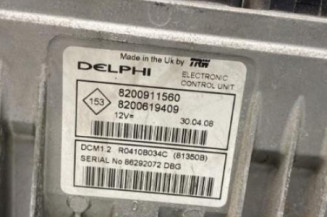 Made in the Uk by TRW
DELPHI
ELECTRONIC
CONTROL UNIT
153
8200911560
8200619409
12V=
30.04.08
DCM1.2 R0410B034C (81350B)
SERIAL No 86292072 DBG